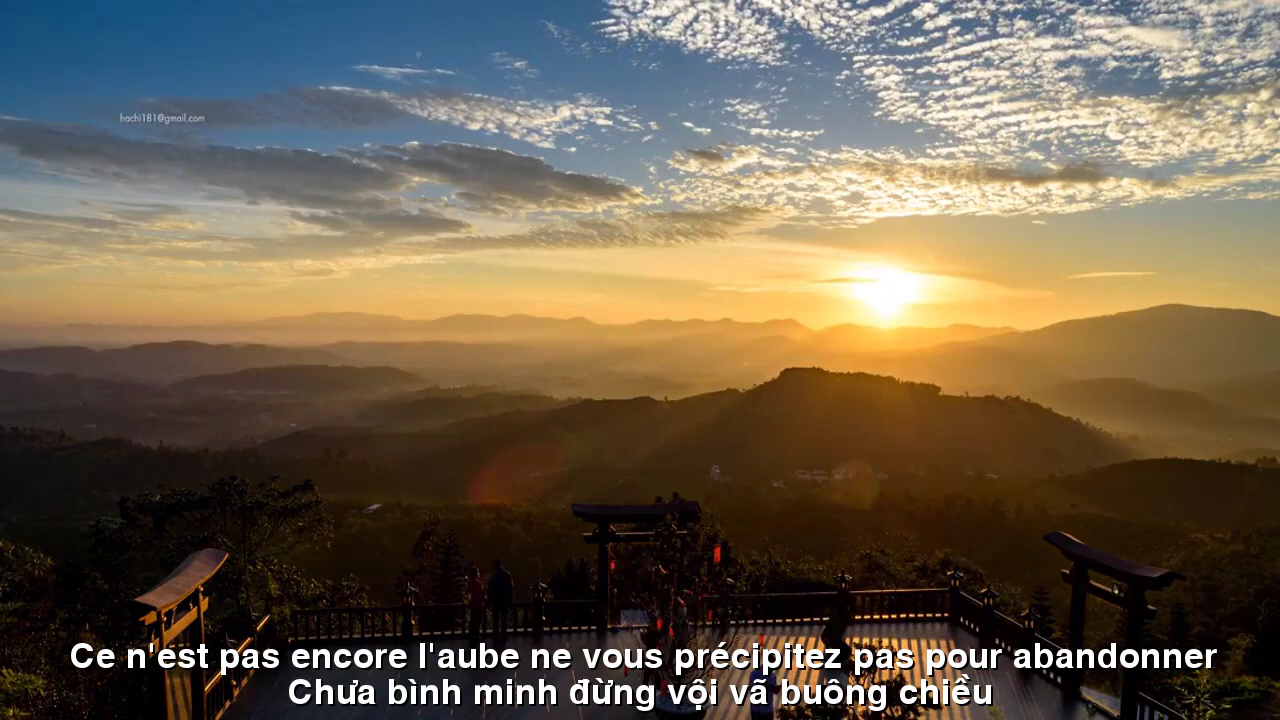 hachi181@gmail.com
Ce n'est pas encore l'aube ne vous précipitez pas pour abandonner
Chưa bình minh đừng vội vã buông chiều